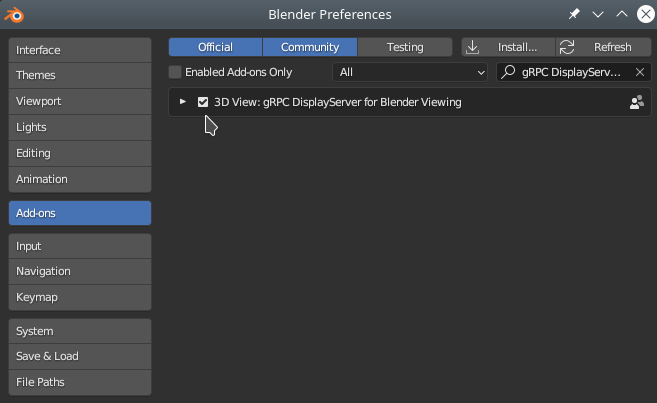 Blender Preferences
Interface
Themes
Viewport
Lights
Editing
Animation
Add-ons
Input
Navigation
Keymap
System
Save & Load
File Paths
Official Community Testing Install... Refresh
Enabled Add-ons Only All gRPC DisplayServ...
3D View: gRPC DisplayServer for Blender Viewing